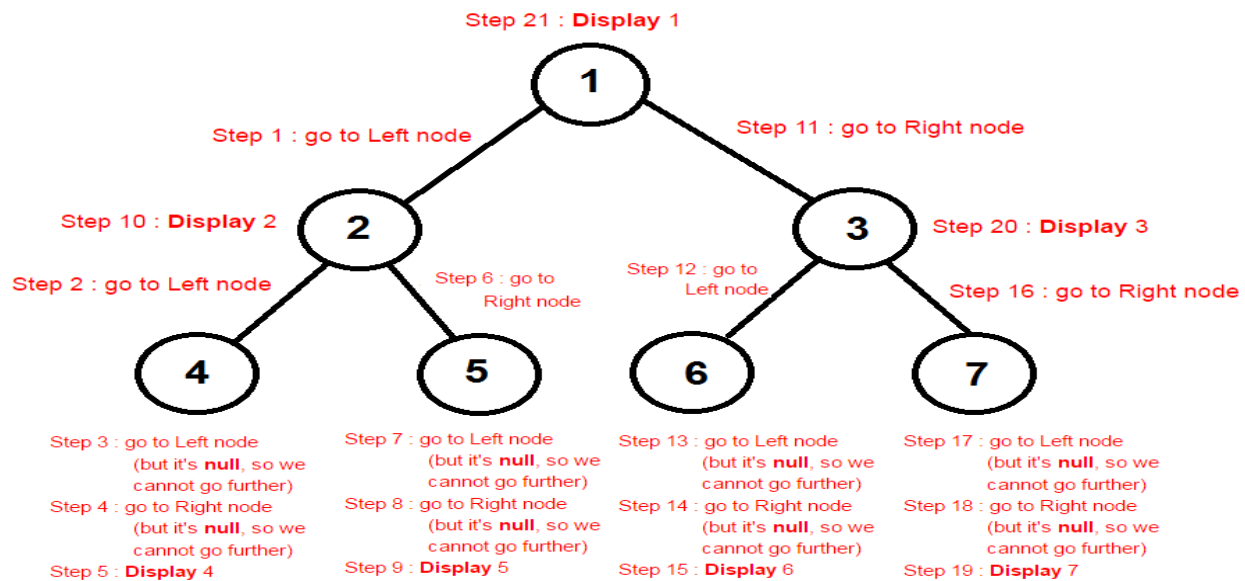 Step 21 : Display 1
1
Step 1 : go to Left node
Step 11 : go to Right node
Step 10 : Display 2
2
3
Step 20 : Display 3
Step 2 : go to Left node
Step 6 : go to
Right node
Step 12 : go to
Left node
Step 16 : go to Right node
4
5
6
7
Step 3 : go to Left node
(but it's null, so we
cannot go further)
Step 4 : go to Right node
(but it's null, so we
cannot go further)
Step 5 : Display 4
Step 7 : go to Left node
(but it's null, so we
cannot go further)
Step 8 : go to Right node
(but it's null, so we
cannot go further)
Step 9 : Display 5
Step 13 : go to Left node
(but it's null, so we
cannot go further)
Step 14 : go to Right node
(but it's null, so we
cannot go further)
Step 15 : Display 6
Step 17 : go to Left node
(but it's null, so we
cannot go further)
Step 18 : go to Right node
(but it's null, so we
cannot go further)
Step 19 : Display 7